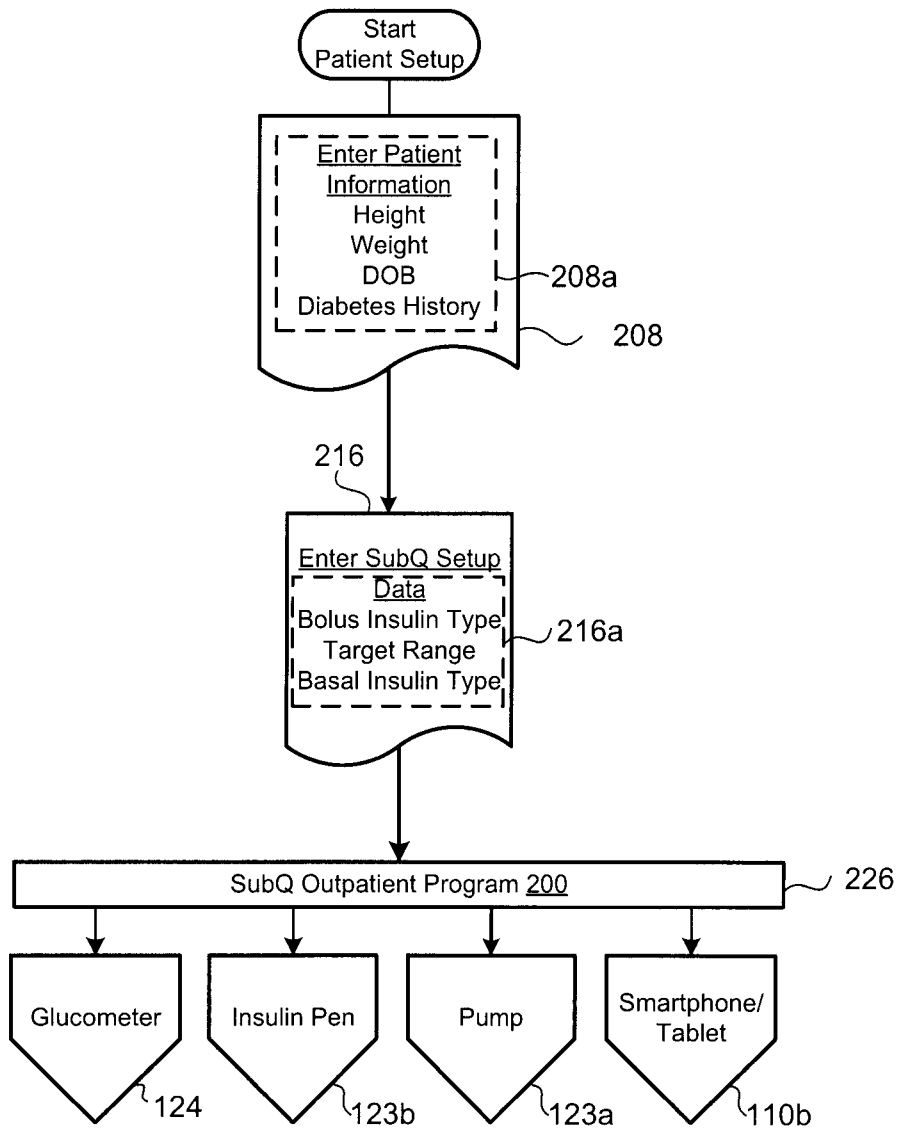 Start
Patient Setup
Enter Patient
Information
Height
Weight
DOB
Diabetes History
208a
208
216
Enter SubQ Setup
Data
Bolus Insulin Type
Target Range
Basal Insulin Type
216a
SubQ Outpatient Program 200
226
Glucometer
Insulin Pen
Pump
Smartphone/
Tablet
124
123b
123a
110b